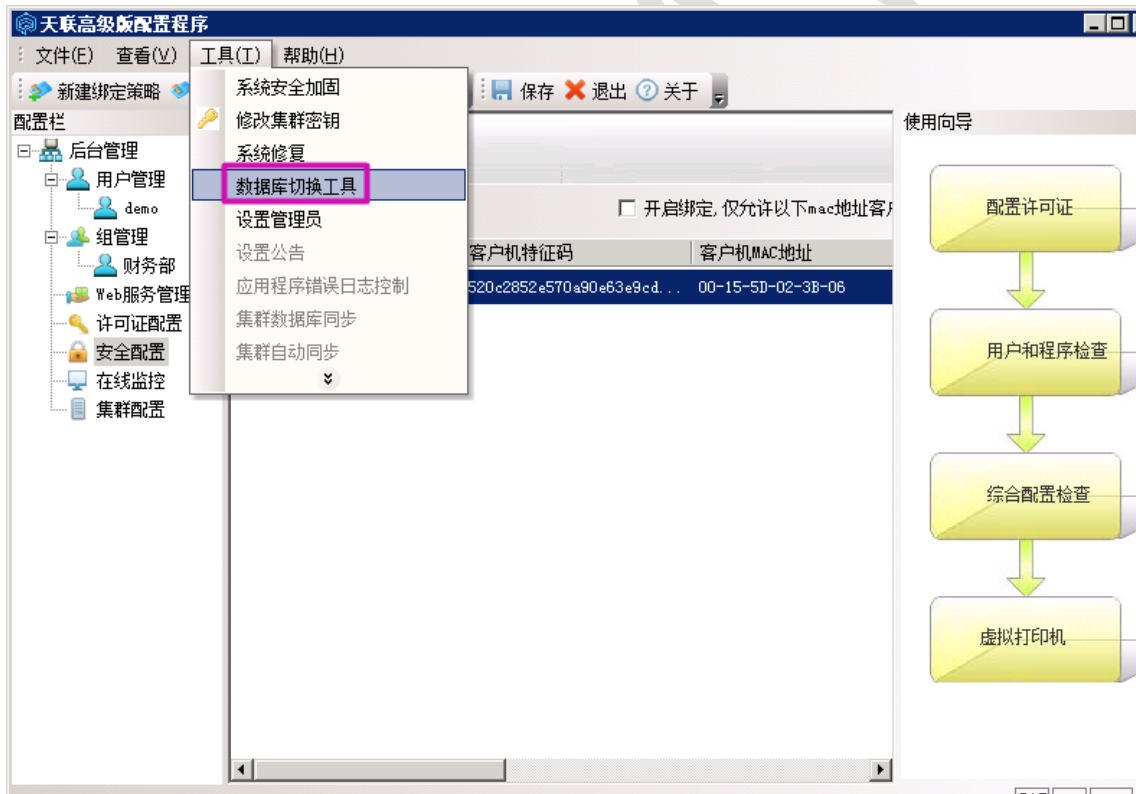 天联高级版配置程序
文件(E) 查看(V) 工具(T) 帮助(H)
新建绑定策略 保存 退出 关于
配置栏
后台管理
用户管理
demo
组管理
财务部
Web服务管理
许可证配置
安全配置
在线监控
集群配置
系统安全加固
修改集群密钥
系统修复
数据库切换工具
设置管理员
设置公告
应用程序错误日志控制
集群数据库同步
集群自动同步
开启绑定,仅允许以下mac地址客户
客户机特征码 客户机MAC地址
520c2852e570a90e63e9cd... 00-15-5D-02-3B-06
使用向导
配置许可证
用户和程序检查
综合配置检查
虚拟打印机